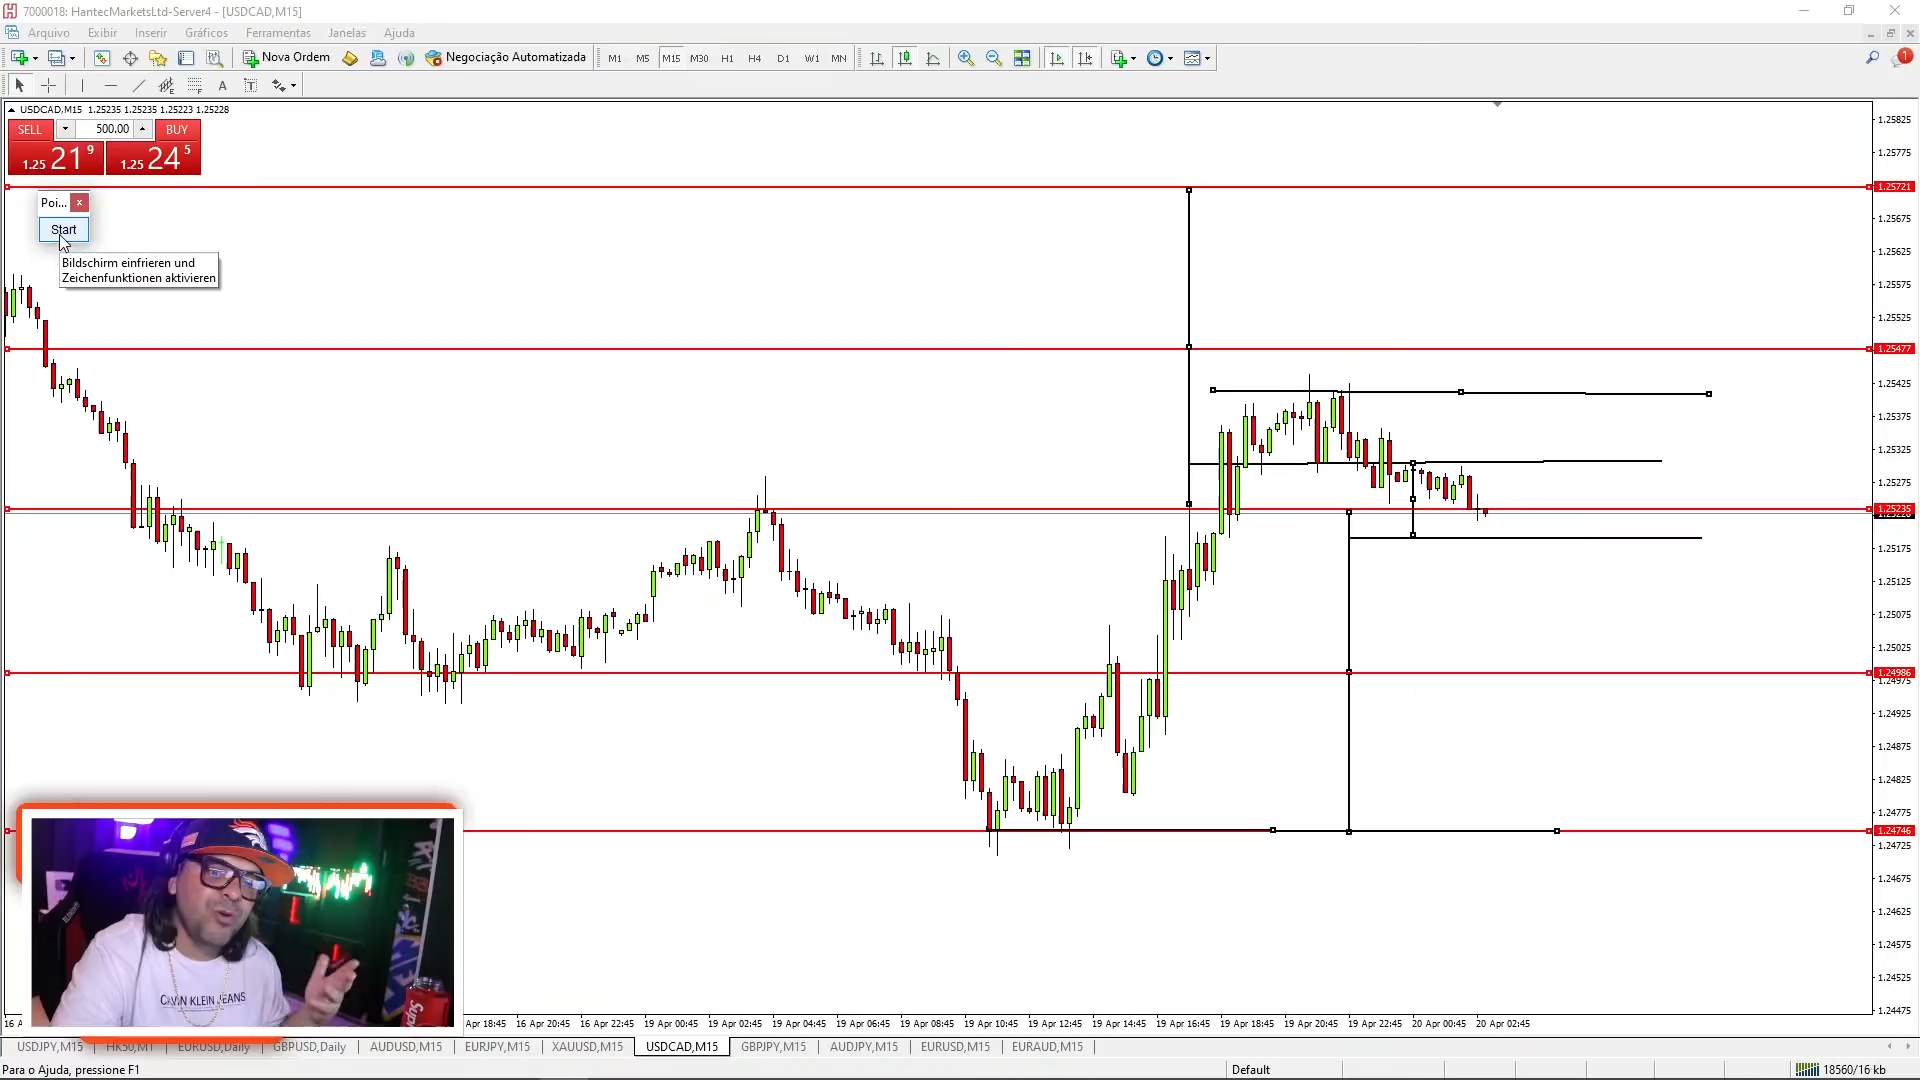 7000018: HantecMarketsLtd-Server4 - [USDCAD,M15]
Arquivo Exibir Inserir Gráficos Ferramentas Janelas Ajuda
Nova Ordem Negociação Automatizada M1 M5 M15 M30 H1 H4 D1 W1 MN 1
A T
USDCAD,M15 1.25235 1.25235 1.25223 1.25228
SELL 500.00 BUY
1.25 21 9 1.25 24 5
Poi... x
Start
Bildschirm einfrieren und
Zeichenfunktionen aktivieren
1.25825
1.25775
1.25721
1.25675
1.25625
1.25575
1.25525
1.25477
1.25425
1.25375
1.25325
1.25275
1.25235
1.25175
1.25125
1.25075
1.25025
1.24986
1.24975
1.24925
1.24875
1.24825
1.24775
1.24746
1.24725
1.24675
1.24625
1.24575
1.24525
1.24475
CALVIN KLEIN JEANS
Supr
16 A Apr 18:45 16 Apr 20:45 16 Apr 22:45 19 Apr 00:45 19 Apr 02:45 19 Apr 04:45 19 Apr 06:45 19 Apr 08:45 19 Apr 10:45 19 Apr 12:45 19 Apr 14:45 19 Apr 16:45 19 Apr 18:45 19 Apr 20:45 19 Apr 22:45 20 Apr 00:45 20 Apr 02:45
USDJPY,M15 HK50,M1 EURUSD,Daily GBPUSD,Daily AUDUSD,M15 EURJPY,M15 XAUUSD,M15 USDCAD,M15 GBPJPY,M15 AUDJPY,M15 EURUSD,M15 EURAUD,M15
Para o Ajuda, pressione F1 Default 18560/16 kb